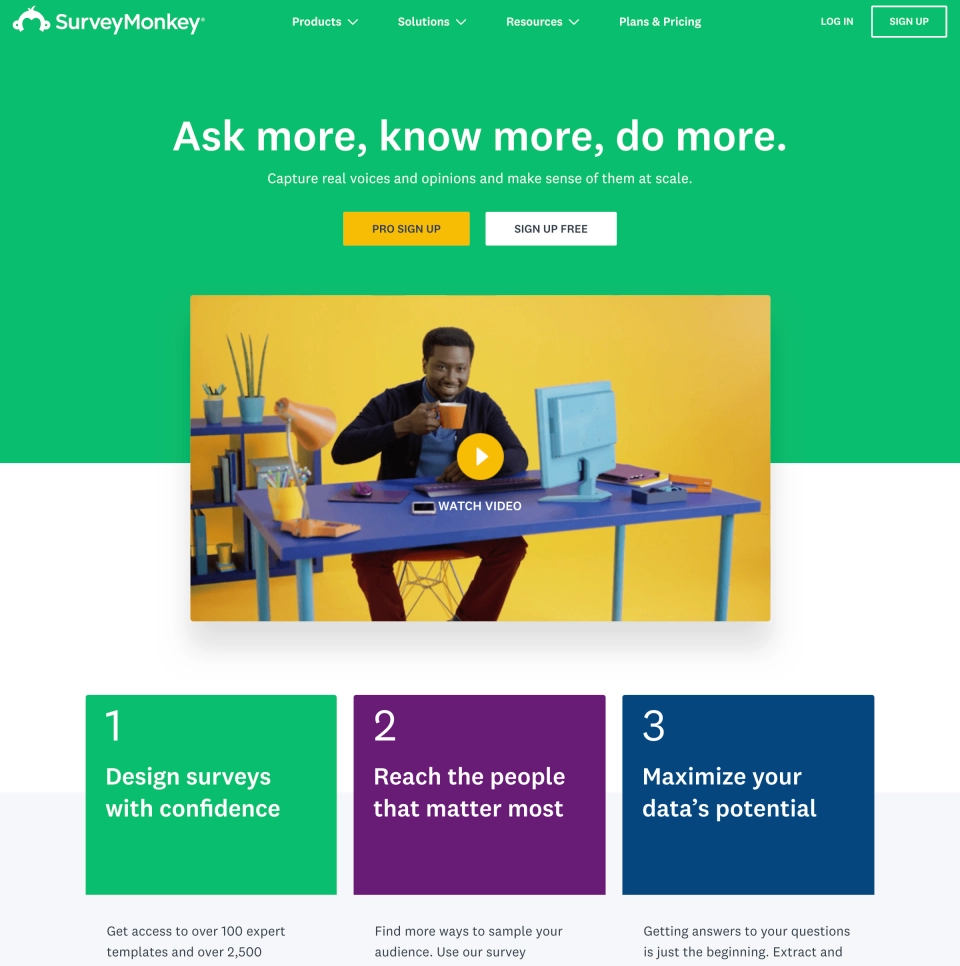 SurveyMonkey®
Products
Solutions
Resources
Plans & Pricing
LOG IN
SIGN UP
Ask more, know more, do more.
Capture real voices and opinions and make sense of them at scale.
PRO SIGN UP
SIGN UP FREE
WATCH VIDEO
1
Design surveys
with confidence
Get access to over 100 expert
templates and over 2,500
2
Reach the people
that matter most
Find more ways to sample your
audience. Use our survey
3
Maximize your
data's potential
Getting answers to your questions
is just the beginning. Extract and